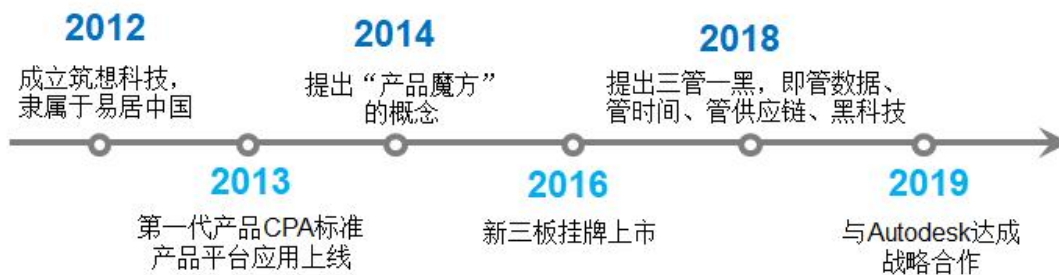 2012
成立筑想科技，
隶属于易居中国
2013
第一代产品CPA标准
产品平台应用上线
2014
提出“产品魔方”
的概念
2016
新三板挂牌上市
2018
提出三管一黑，即管数据、
管时间、管供应链、黑科技
2019
与Autodesk达成
战略合作